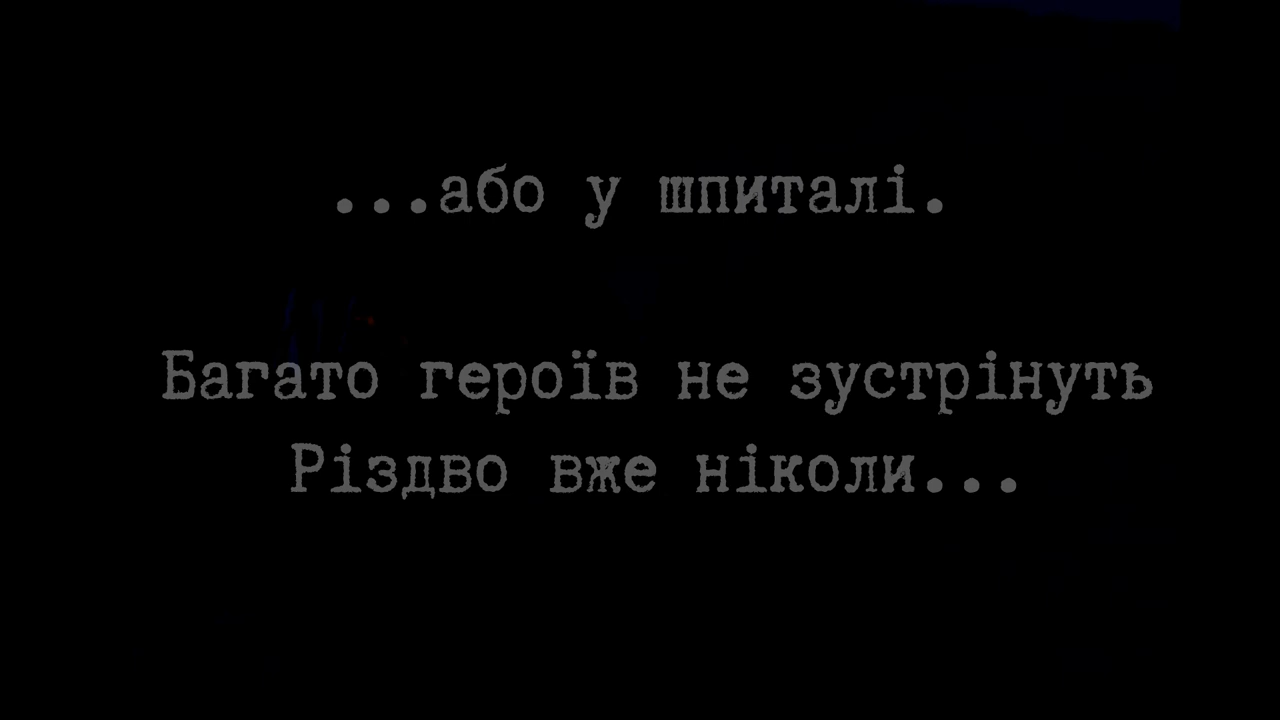 ...або у шпиталі.
Багато героїв не зустрінуть
Різдво вже ніколи...